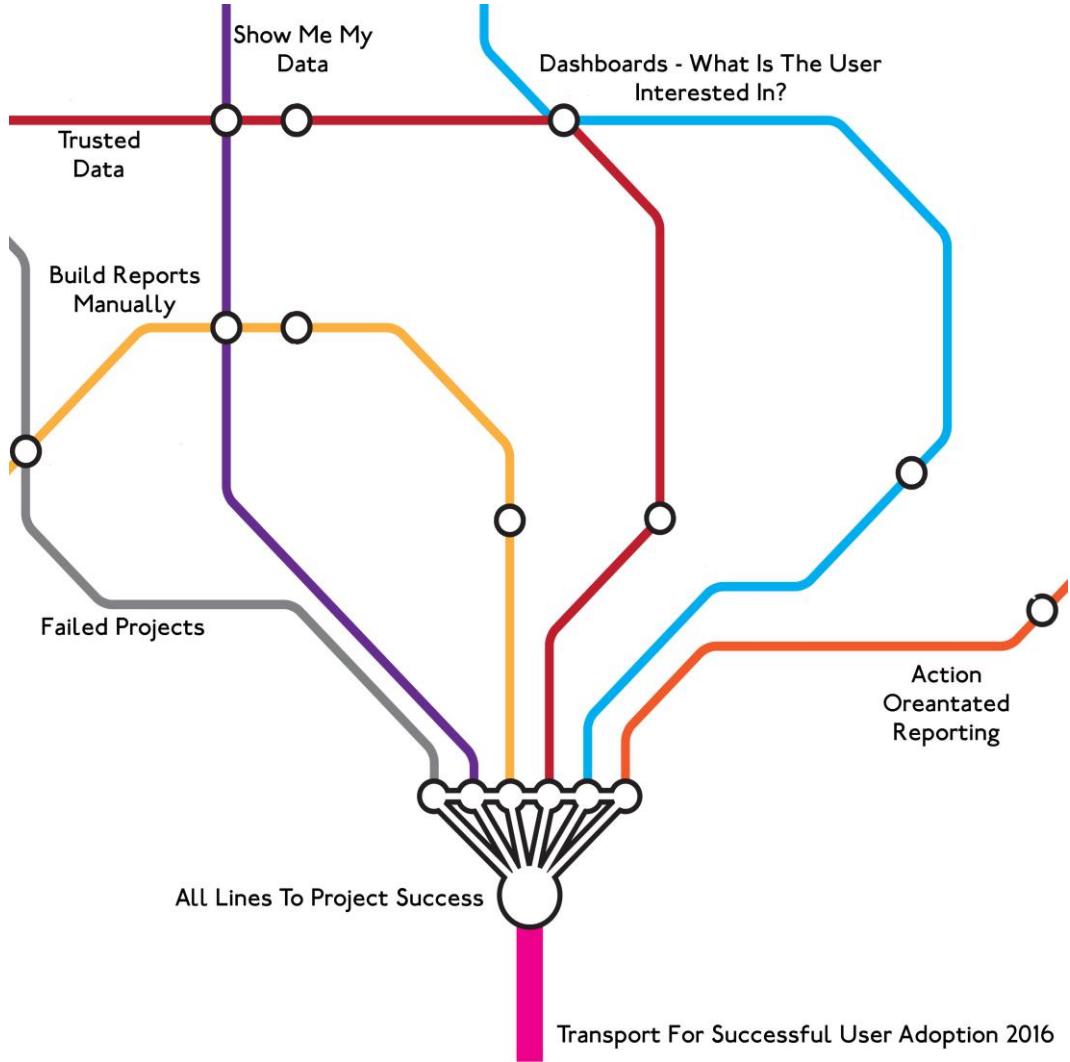 Show Me My
Data
Dashboards - What Is The User
Interested In?
Trusted
Data
Build Reports
Manually
Failed Projects
Action
Oreantated
Reporting
All Lines To Project Success
Transport For Successful User Adoption 2016